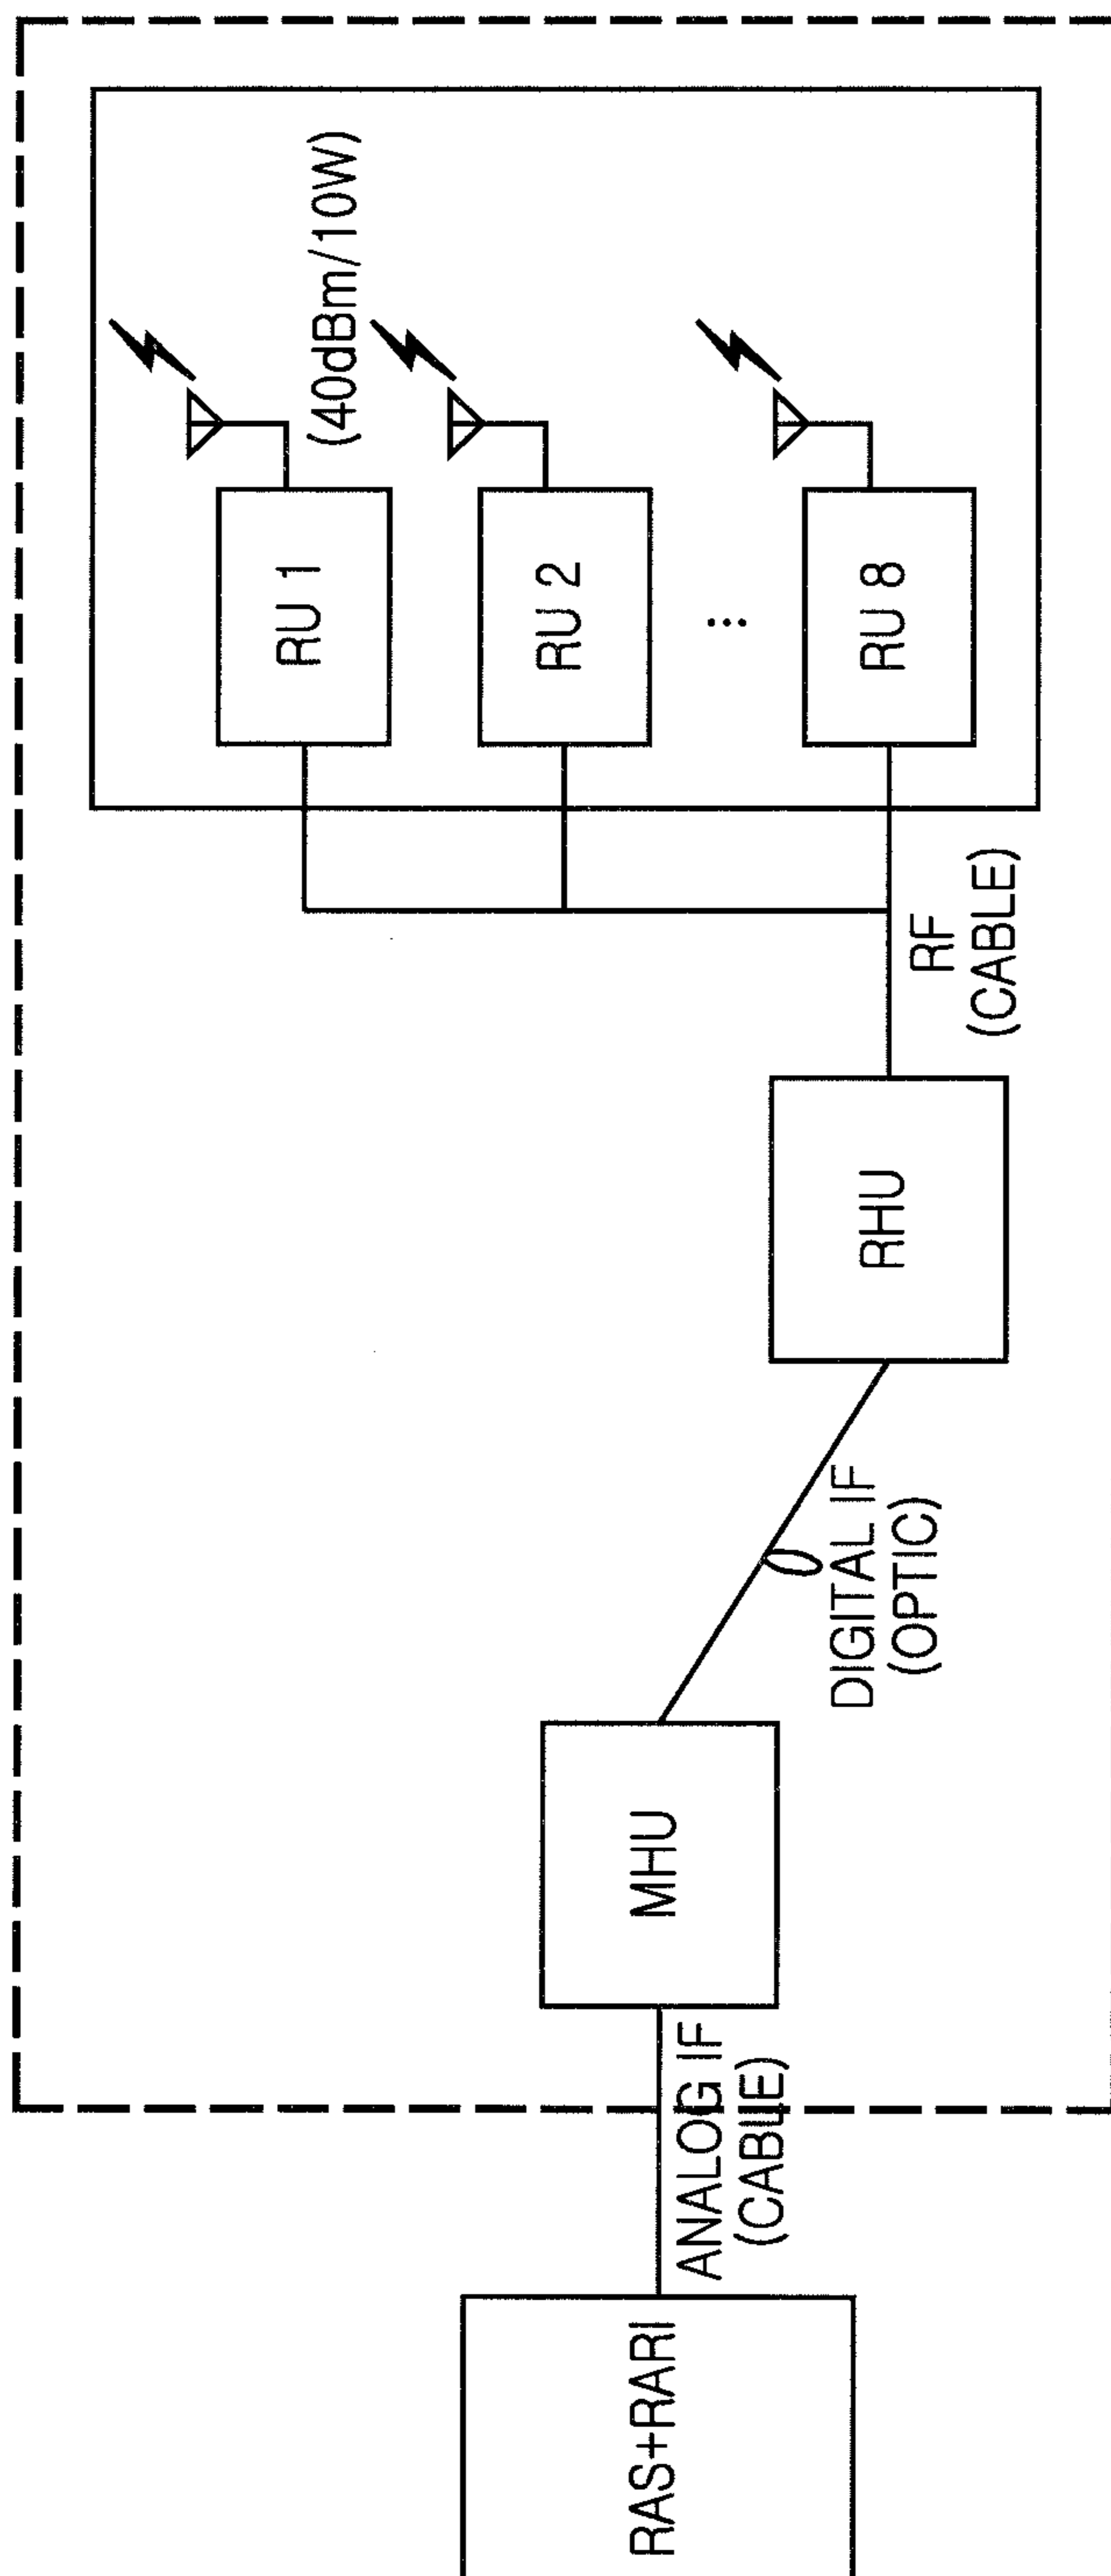 RAS+RARI
ANALOG IF
(CABLE)
MHU
DIGITAL IF
(OPTIC)
RHU
RF
(CABLE)
RU 1
(40dBm/10W)
RU 2
...
RU 8